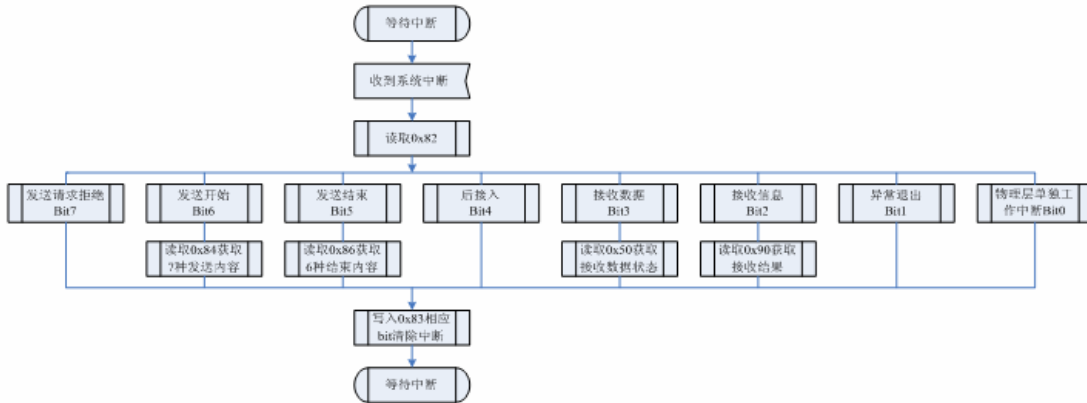 等待中断
收到系统中断
读取0x82
发送请求拒绝
Bit7
发送开始
Bit6
发送结束
Bit5
后接入
Bit4
接收数据
Bit3
接收信息
Bit2
异常退出
Bit1
物理层单独工
作中断Bit0
读取0x84获取
7种发送内容
读取0x86获取
6种结束内容
读取0x50获取
接收数据状态
读取0x90获取
接收结果
写入0x83相应
bit清除中断
等待中断